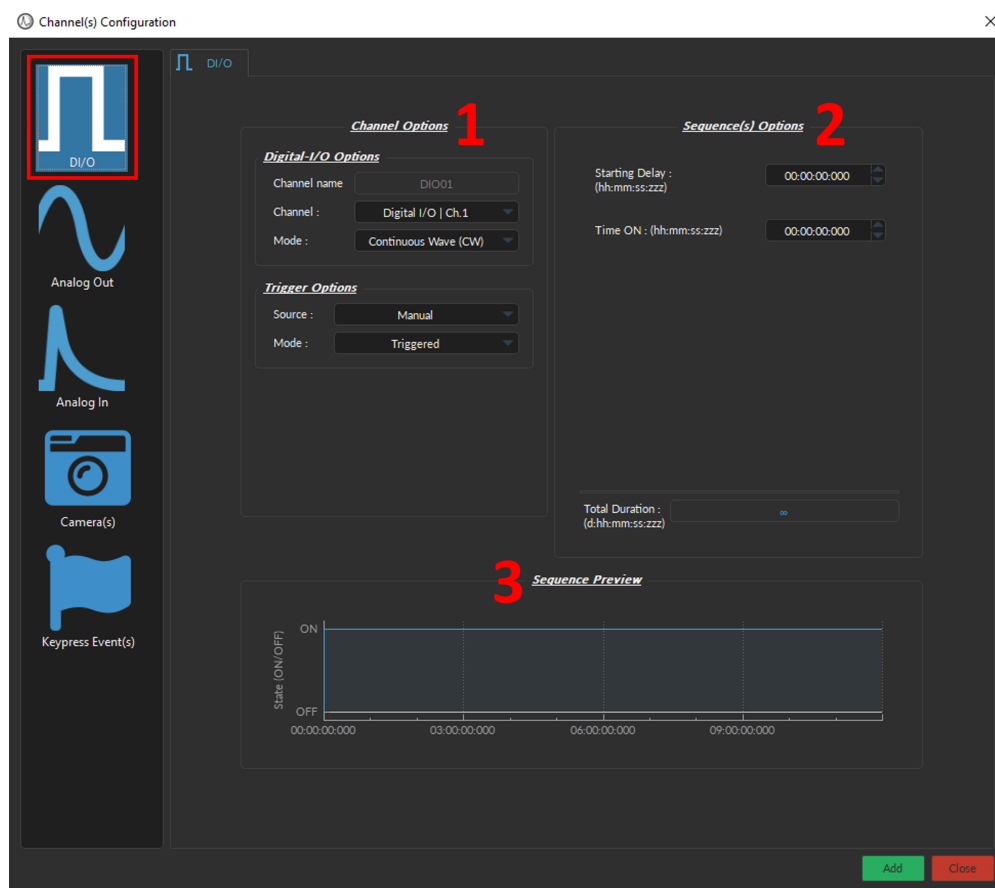 Channel(s) Configuration
DI/O
Analog Out
Analog In
Camera(s)
Keypress Event(s)
DI/O
Channel Options 1
Digital-I/O Options
Channel name DIO01
Channel : Digital I/O | Ch.1
Mode : Continuous Wave (CW)
Trigger Options
Source : Manual
Mode : Triggered
Sequence(s) Options 2
Starting Delay : 00:00:00:000
(hh:mm:ss:zzz)
Time ON : (hh:mm:ss:zzz) 00:00:00:000
Total Duration : ∞
(d:hh:mm:ss:zzz)
3 Sequence Preview
State (ON/OFF)
ON
OFF
00:00:00:000 03:00:00:000 06:00:00:000 09:00:00:000
Add Close